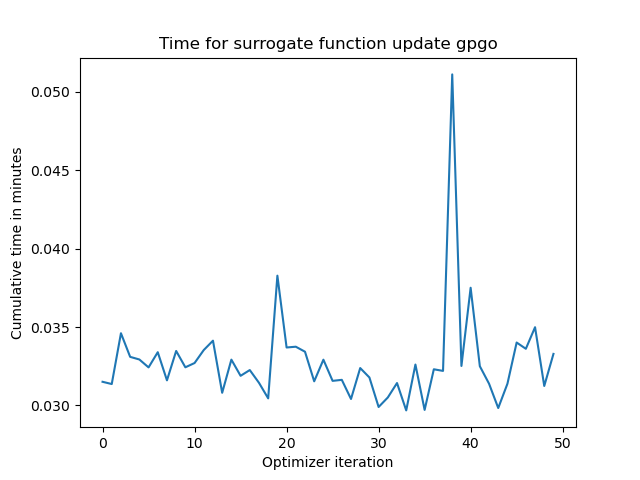 Time for surrogate function update gpgo
Cumulative time in minutes
0.050
0.045
0.040
0.035
0.030
0 10 20 30 40 50
Optimizer iteration